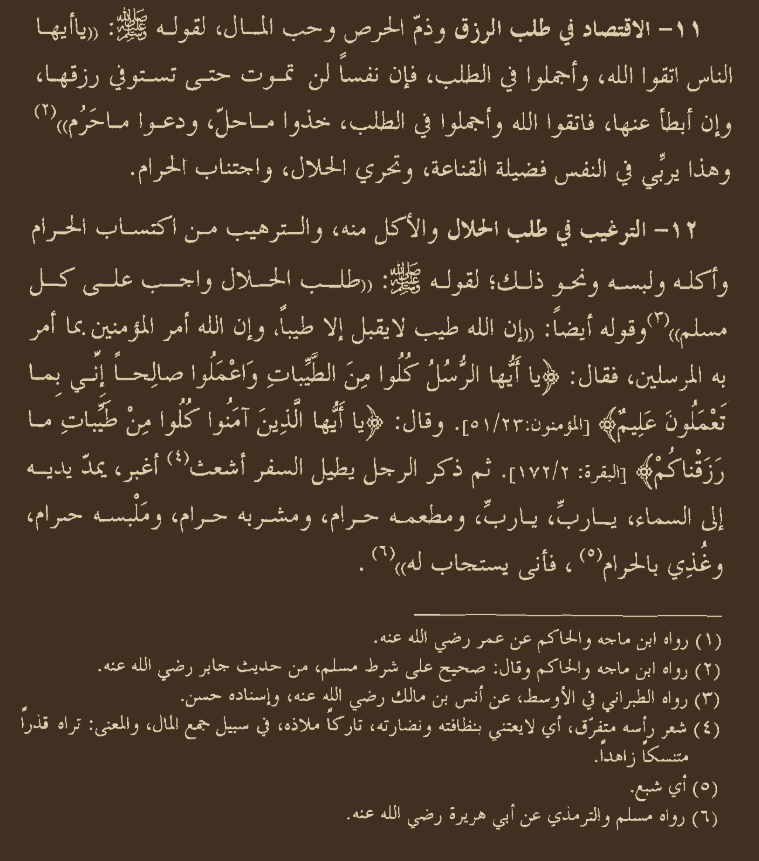 ١١- الاقتصاد في طلب الرزق وذمّ الحرص وحب المال، لقوله ﷺ: ((ياأيها
الناس اتقوا الله، وأجملوا في الطلب، فإن نفساً لن تموت حتى تستوفي رزقها،
وإن أبطأ عنها، فاتقوا الله وأجملوا في الطلب، خذوا ماحلّ، ودعوا ماحَرُم))(٢)
وهذا يربِّي في النفس فضيلة القناعة، وتحري الحلال، واجتناب الحرام.
١٢- الترغيب في طلب الحلال والأكل منه، والترهيب من اكتساب الحرام
وأكله ولبسه ونحو ذلك؛ لقوله ﷺ: ((طلب الحلال واجب على كل
مسلم))(٣)وقوله أيضاً: ((إن الله طيب لايقبل إلا طيباً، وإن الله أمر المؤمنين بما أمر
به المرسلين، فقال: ﴿يا أَيُّها الرُّسُلُ كُلُوا مِنَ الطَّيِّباتِ وَاعْمَلُوا صالِحاً إِنِّي بِما
تَعْمَلُونَ عَلِيمٌ﴾ [المؤمنون:٥١/٢٣]. وقال: ﴿يا أَيُّها الَّذِينَ آمَنُوا كُلُوا مِنْ طَيِّباتِ ما
رَزَقْناكُمْ﴾ [البقرة: ١٧٢/٢]. ثم ذكر الرجل يطيل السفر أشعث(٤) أغبر، يمدّ يديه
إلى السماء، ياربِّ، ياربِّ، ومطعمه حرام، ومشربه حرام، ومَلْبسه حرام،
وغُذِي بالحرام(٥) ، فأنى يستجاب له))(٦) .
(١) رواه ابن ماجه والحاكم عن عمر رضي الله عنه.
(٢) رواه ابن ماجه والحاكم وقال: صحيح على شرط مسلم، من حديث جابر رضي الله عنه.
(٣) رواه الطبراني في الأوسط، عن أنس بن مالك رضي الله عنه، وإسناده حسن.
(٤) شعر رأسه متفرّق، أي لايعتني بنظافته ونضارته، تاركاً ملاذه، في سبيل جمع المال، والمعنى: تراه قذراً
متنسكاً زاهداً.
(٥) أي شبع.
(٦) رواه مسلم والترمذي عن أبي هريرة رضي الله عنه.